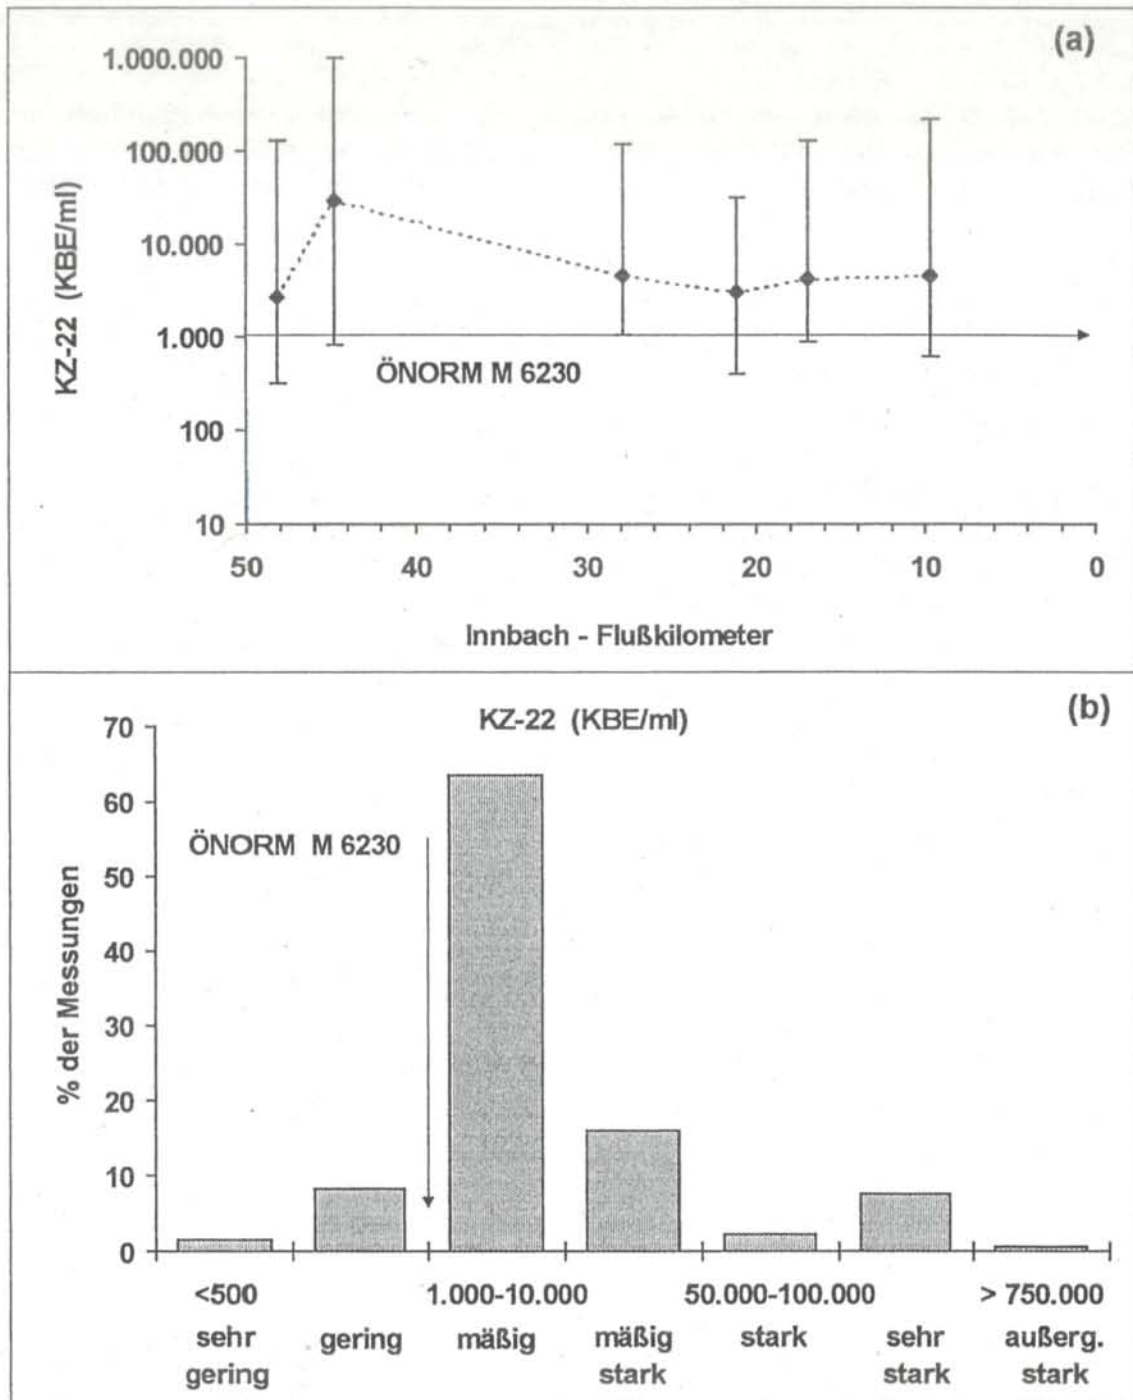 (a)
1.000.000
100.000
10.000
1.000
100
10
KZ-22 (KBE/ml)
ÖNORM M 6230
50 40 30 20 10 0
Innbach - Flußkilometer
(b)
KZ-22 (KBE/ml)
70
60
50
40
30
20
10
0
% der Messungen
ÖNORM M 6230
<500 1.000-10.000 50.000-100.000 > 750.000
sehr gering mäßig mäßig stark sehr außerg.
gering stark stark stark